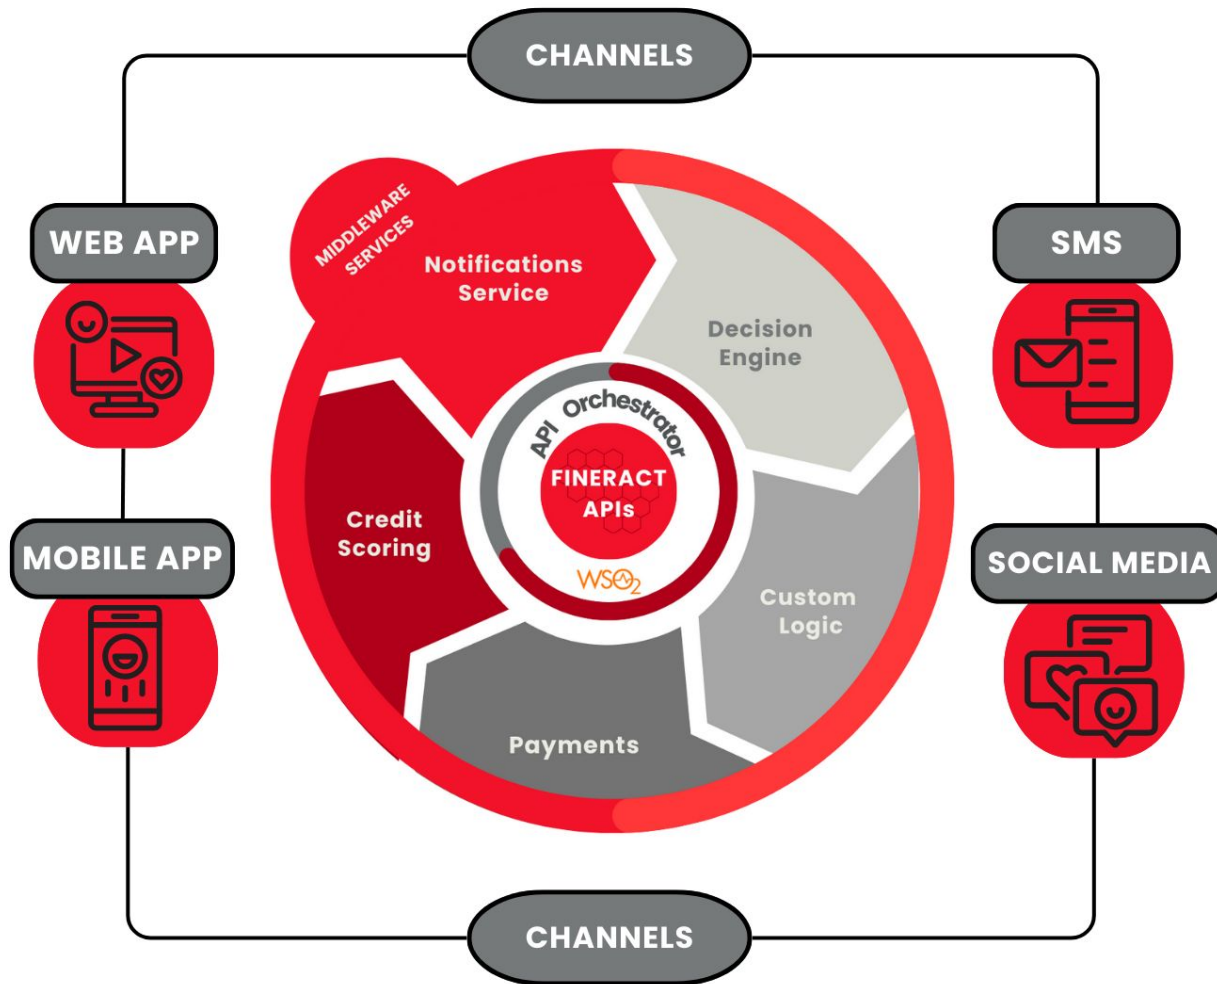 CHANNELS
WEB APP
SMS
MIDDLEWARE
SERVICES
Notifications
Service
Decision
Engine
API Orchestrator
FINERACT
APIs
WSO2
Credit
Scoring
Custom
Logic
Payments
MOBILE APP
SOCIAL MEDIA
CHANNELS